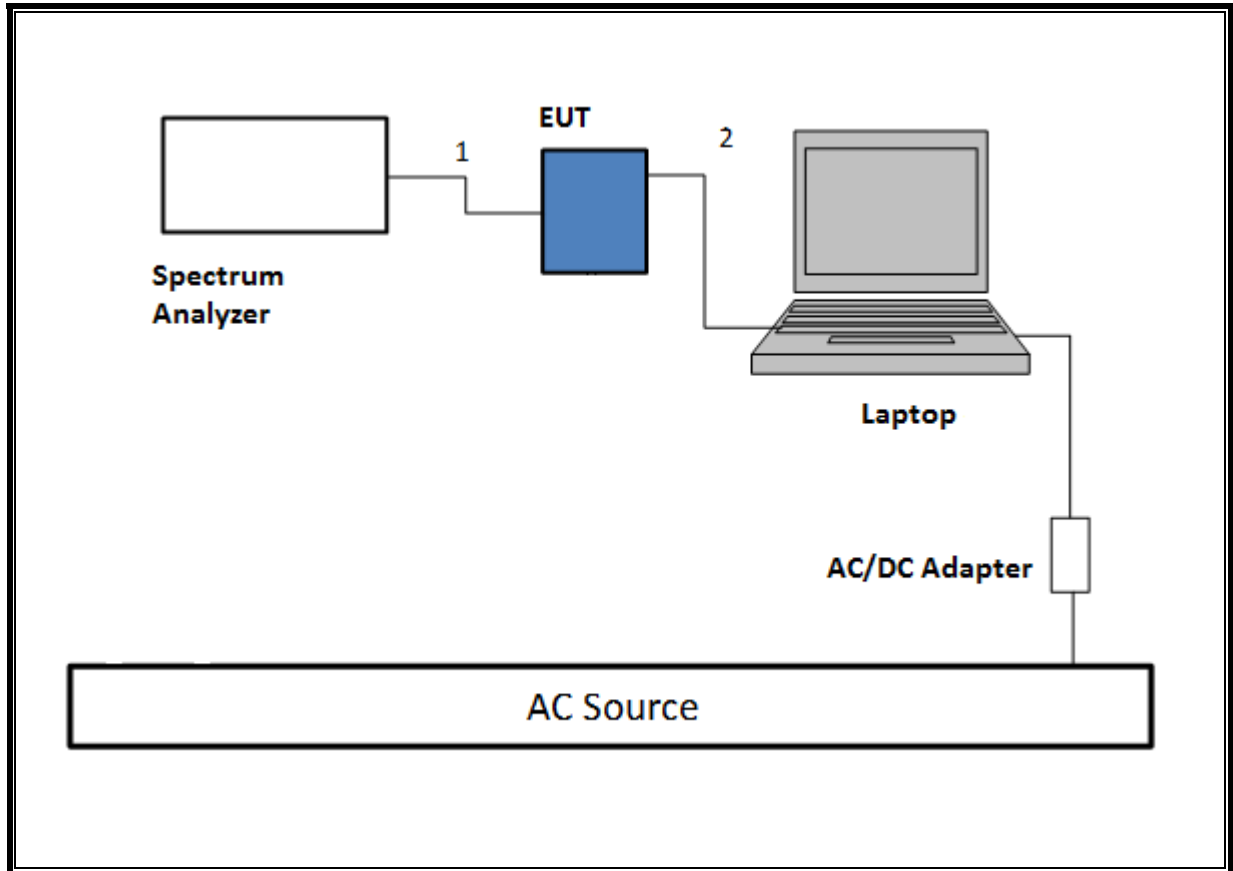 EUT
1
2
Spectrum
Analyzer
Laptop
AC/DC Adapter
AC Source